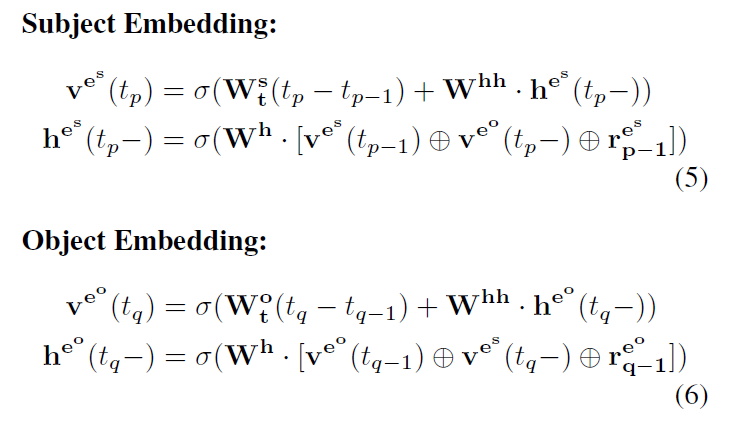 Subject Embedding:
v^{e^s}(t_p) = σ(W_t^s(t_p − t_{p−1}) + W^{hh} · h^{e^s}(t_p−))
h^{e^s}(t_p−) = σ(W^h · [v^{e^s}(t_{p−1}) ⊕ v^{e^o}(t_p−) ⊕ r_{p−1}^{e^s}])
(5)
Object Embedding:
v^{e^o}(t_q) = σ(W_t^o(t_q − t_{q−1}) + W^{hh} · h^{e^o}(t_q−))
h^{e^o}(t_q−) = σ(W^h · [v^{e^o}(t_{q−1}) ⊕ v^{e^s}(t_q−) ⊕ r_{q−1}^{e^o}])
(6)